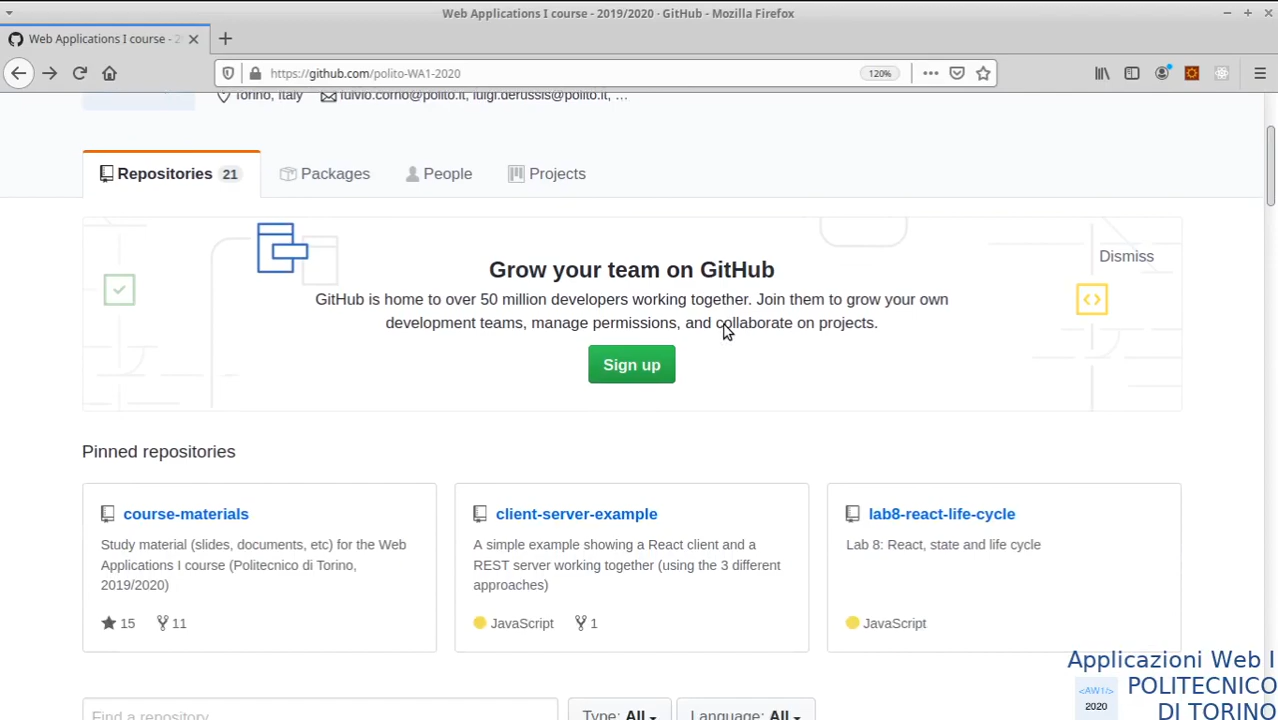 Web Applications I course - 2019/2020 · GitHub - Mozilla Firefox
Web Applications I course - 2
https://github.com/polito-WA1-2020
120%
Torino, Italy fulvio.corno@polito.it, luigi.derussis@polito.it, …
Repositories 21 Packages People Projects
Dismiss
Grow your team on GitHub
GitHub is home to over 50 million developers working together. Join them to grow your own
development teams, manage permissions, and collaborate on projects.
Sign up
Pinned repositories
course-materials
Study material (slides, documents, etc) for the Web
Applications I course (Politecnico di Torino,
2019/2020)
15 11
client-server-example
A simple example showing a React client and a
REST server working together (using the 3 different
approaches)
JavaScript 1
lab8-react-life-cycle
Lab 8: React, state and life cycle
JavaScript
Find a repository
Type: All
Language: All
Applicazioni Web I
POLITECNICO
DI TORINO
<AW1/>
2020